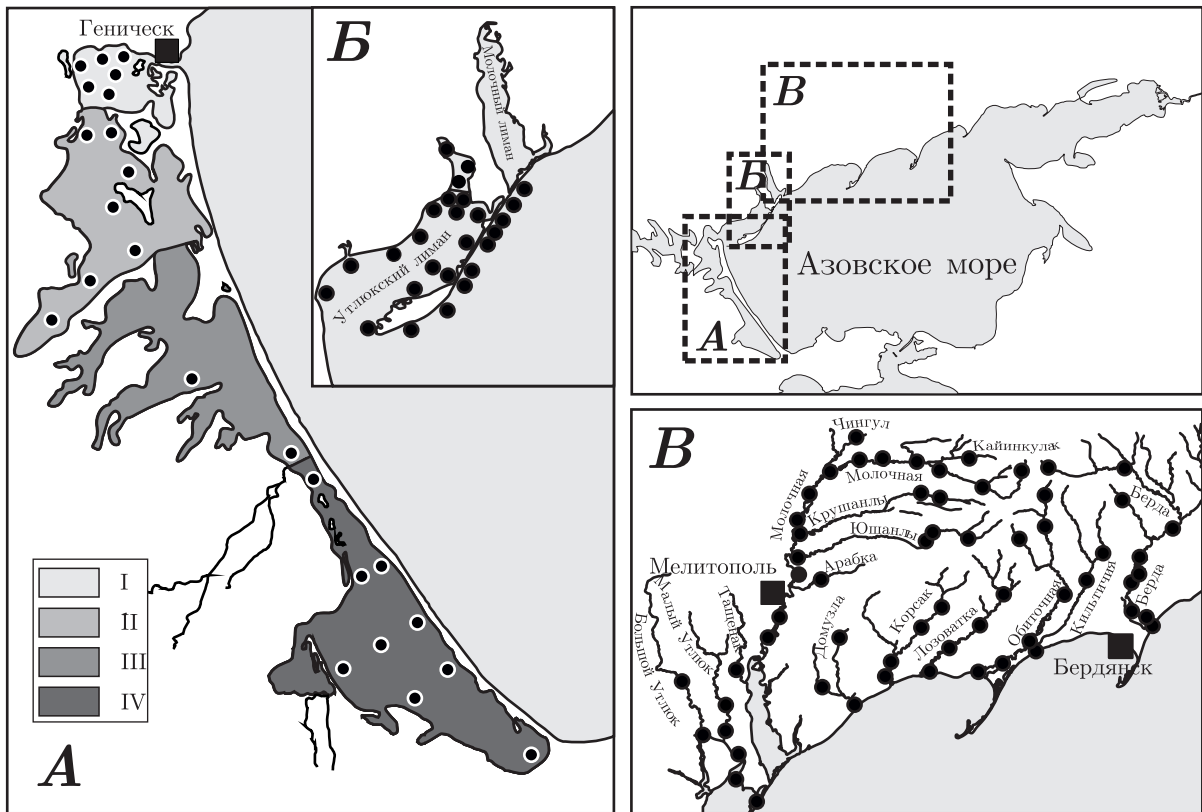 Геническ
Б
Молочный лиман
Утлюкский лиман
I
II
III
IV
А
В
Б
Азовское море
А
В
Чингул
Кайинкулак
Молочная
Молочная
Крушанлы
Юшанлы
Арабка
Берда
Мелитополь
Малый Утлюк
Большой Утлюк
Тащенак
Домузла
Корсак
Лозоватка
Обиточная
Кильтичия
Берда
Бердянск